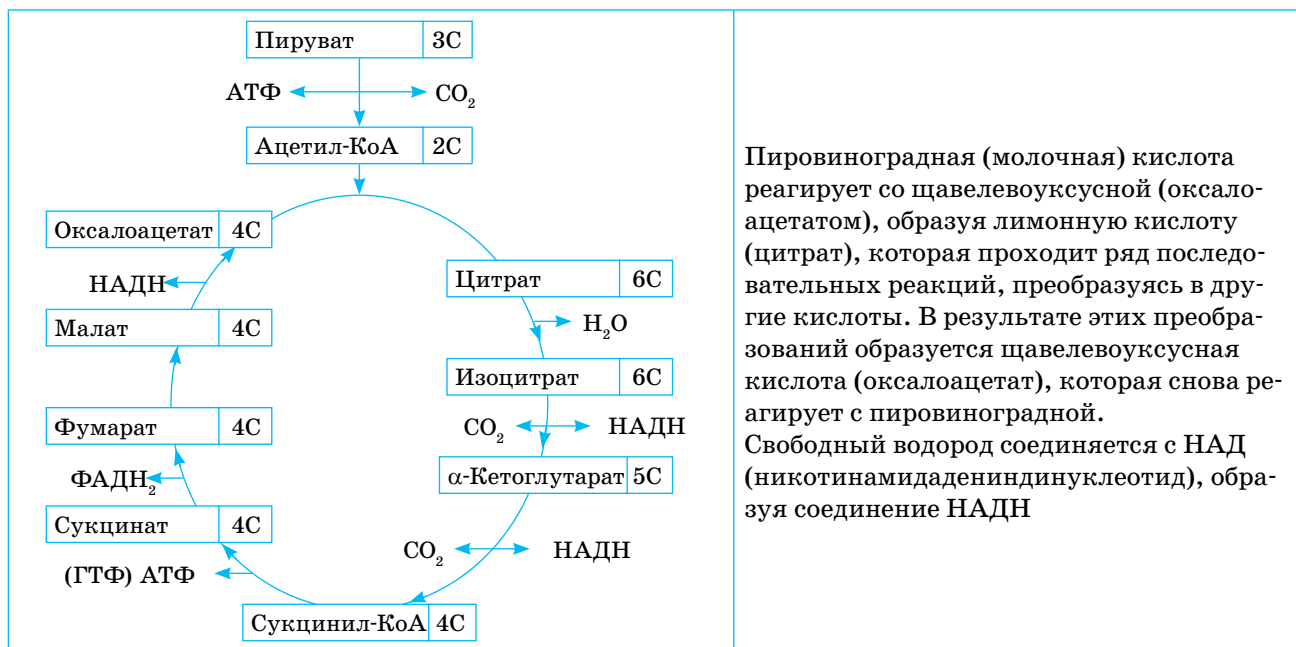 Пируват 3С
АТФ CO₂
Ацетил-КоА 2С
Оксалоацетат 4С
НАДН
Цитрат 6С
Малат 4С
H₂O
Изоцитрат 6С
CO₂ НАДН
Фумарат 4С
α-Кетоглутарат 5С
ФАДН₂
Сукцинат 4С
CO₂ НАДН
(ГТФ) АТФ
Сукцинил-КоА 4С
Пировиноградная (молочная) кислота
реагирует со щавелевоуксусной (оксало-
ацетатом), образуя лимонную кислоту
(цитрат), которая проходит ряд последо-
вательных реакций, преобразуясь в дру-
гие кислоты. В результате этих преобра-
зований образуется щавелевоуксусная
кислота (оксалоацетат), которая снова ре-
агирует с пировиноградной.
Свободный водород соединяется с НАД
(никотинамидадениндинуклеотид), обра-
зуя соединение НАДН